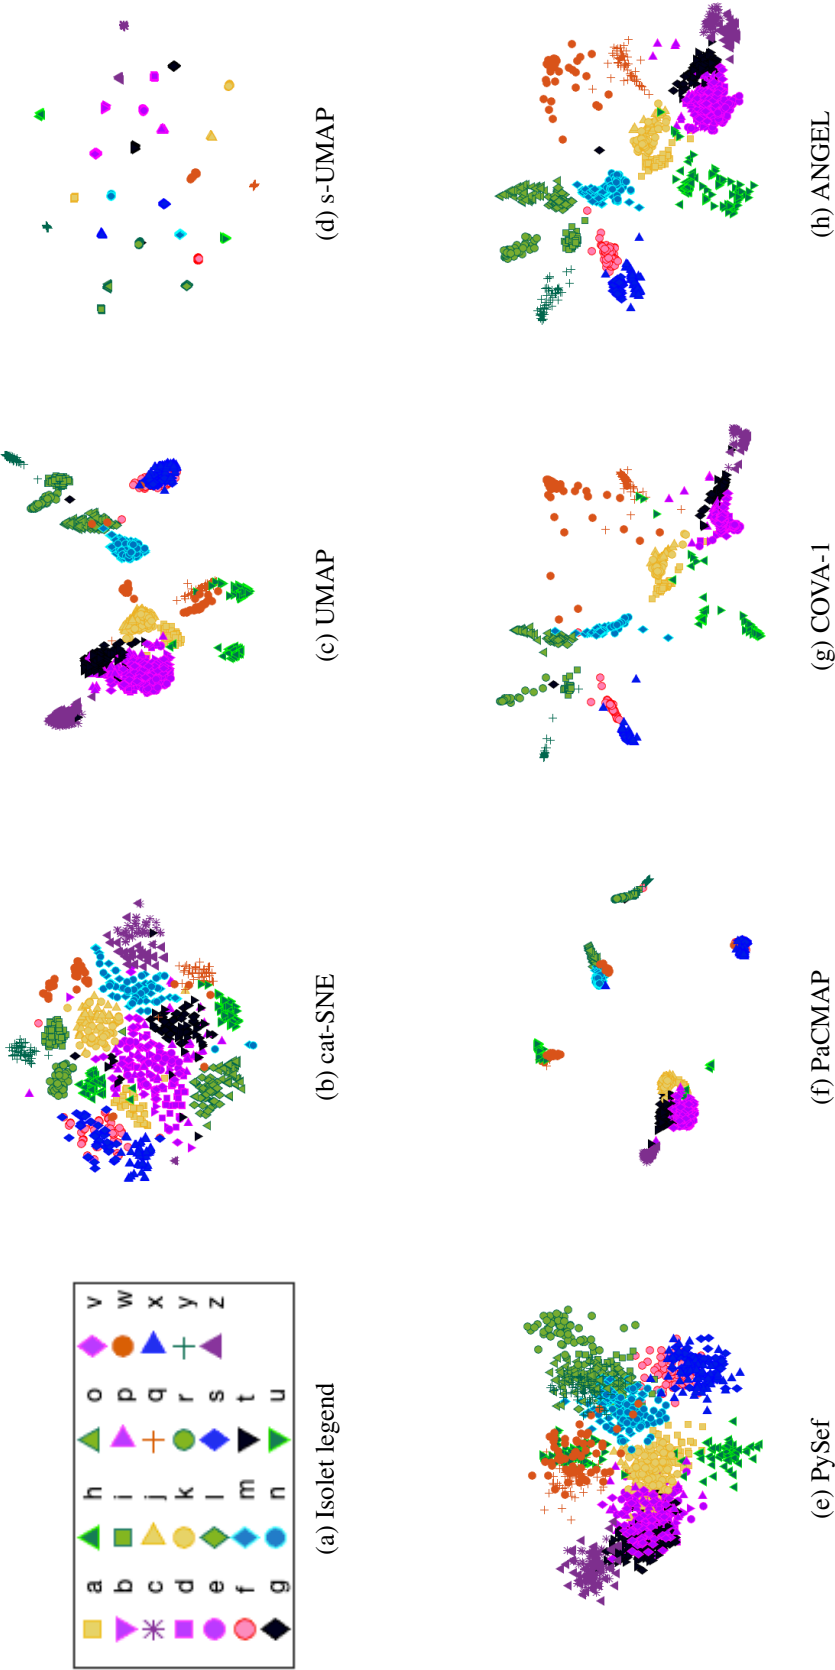 a h o v
b i p w
c j q x
d k r y
e l s z
f m t
g n u
(a) Isolet legend
(b) cat-SNE
(c) UMAP
(d) s-UMAP
(e) PySef
(f) PaCMAP
(g) COVA-1
(h) ANGEL